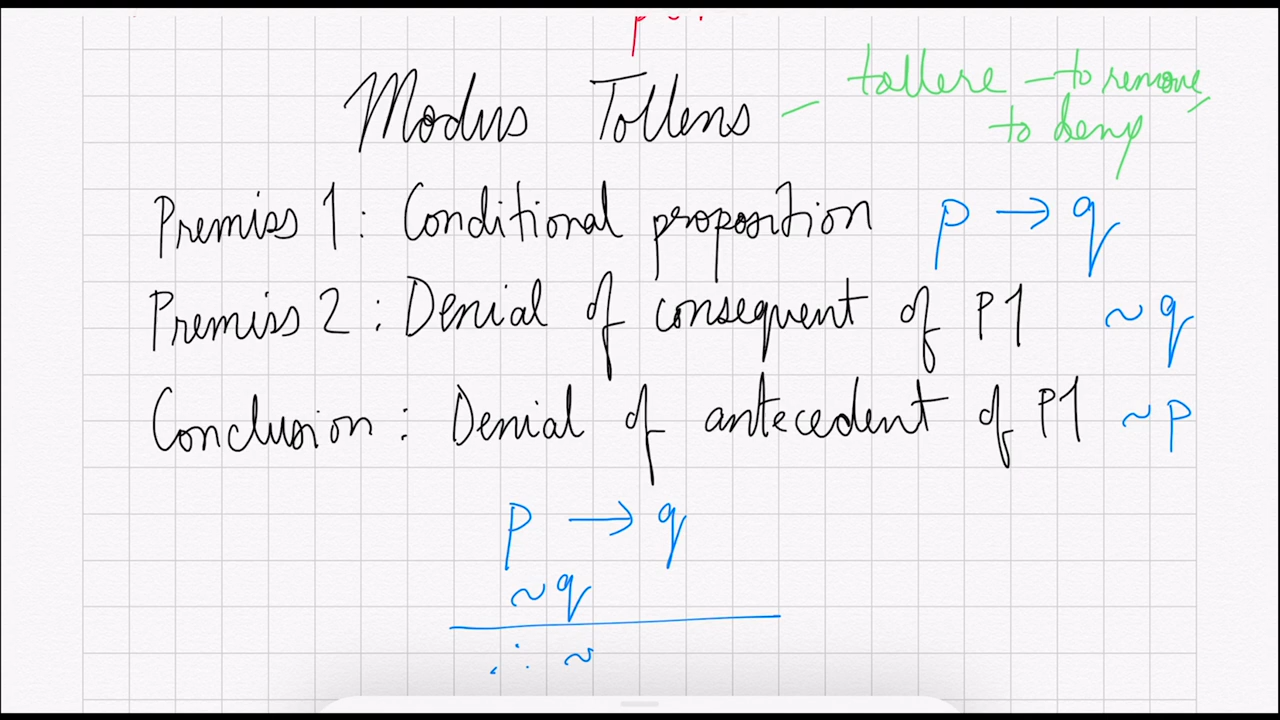 Modus Tollens – tollere – to remove,
to deny
Premiss 1 : Conditional proposition p → q
Premiss 2 : Denial of consequent of P1 ~ q
Conclusion : Denial of antecedent of P1 ~ p
p → q
~ q
∴ ~